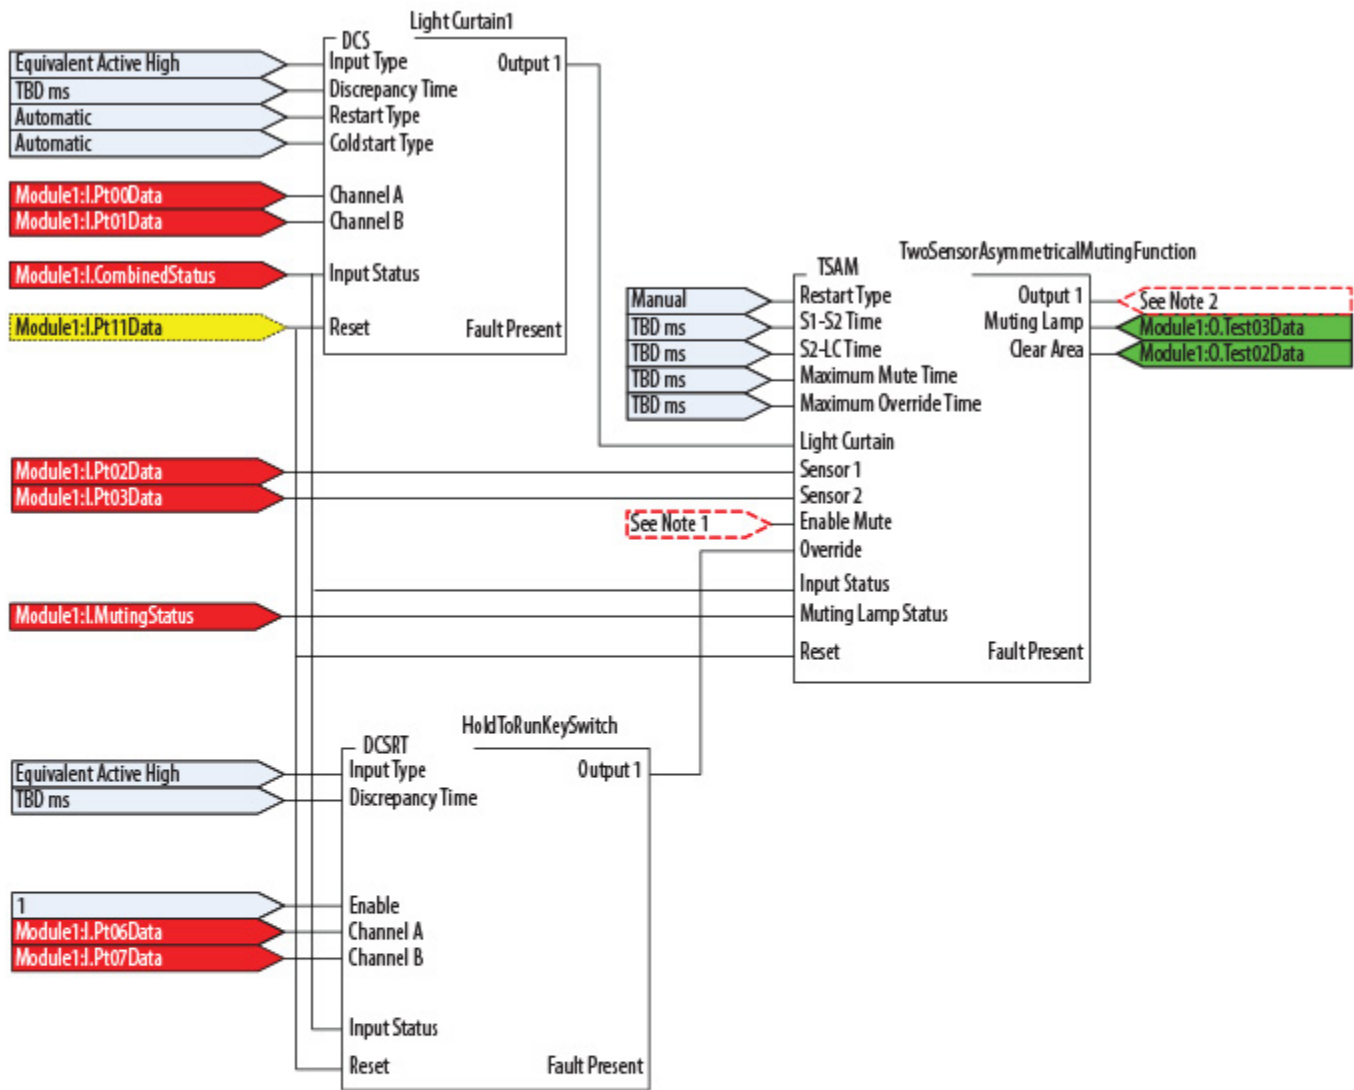 Light Curtain1
DCS
Equivalent Active High
Input Type
Output 1
TBD ms
Discrepancy Time
Automatic
Restart Type
Automatic
Coldstart Type
Module1:I.Pt00Data
Channel A
Module1:I.Pt01Data
Channel B
Module1:I.CombinedStatus
Input Status
Module1:I.Pt11Data
Reset
Fault Present
TwoSensorAsymmetricalMutingFunction
TSAM
Manual
Restart Type
Output 1
See Note 2
TBD ms
S1-S2 Time
Muting Lamp
Module1:O.Test03Data
TBD ms
S2-LC Time
Clear Area
Module1:O.Test02Data
TBD ms
Maximum Mute Time
TBD ms
Maximum Override Time
Light Curtain
Module1:I.Pt02Data
Sensor 1
Module1:I.Pt03Data
Sensor 2
See Note 1
Enable Mute
Override
Input Status
Module1:I.MutingStatus
Muting Lamp Status
Reset
Fault Present
HoldToRunKeySwitch
DCSRT
Equivalent Active High
Input Type
Output 1
TBD ms
Discrepancy Time
1
Enable
Module1:I.Pt06Data
Channel A
Module1:I.Pt07Data
Channel B
Input Status
Reset
Fault Present